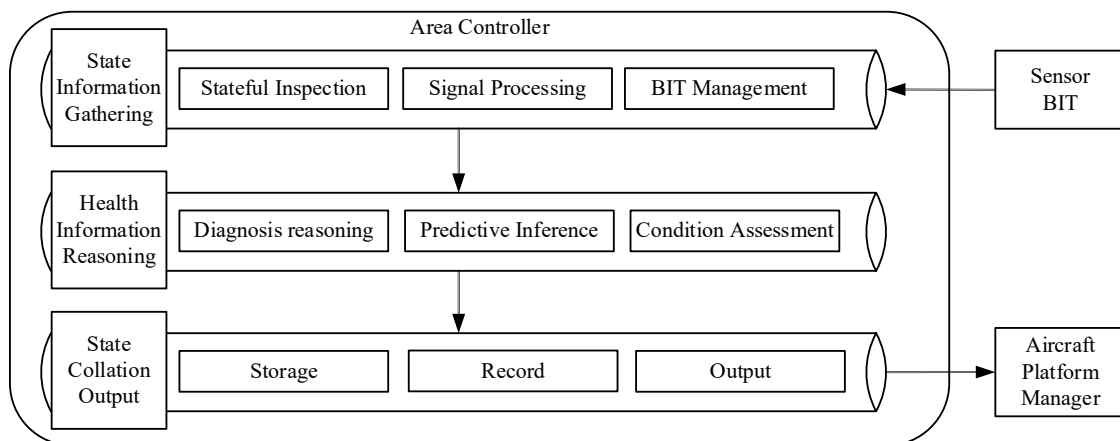 Area Controller
State
Information
Gathering
Stateful Inspection
Signal Processing
BIT Management
Sensor
BIT
Health
Information
Reasoning
Diagnosis reasoning
Predictive Inference
Condition Assessment
State
Collation
Output
Storage
Record
Output
Aircraft
Platform
Manager